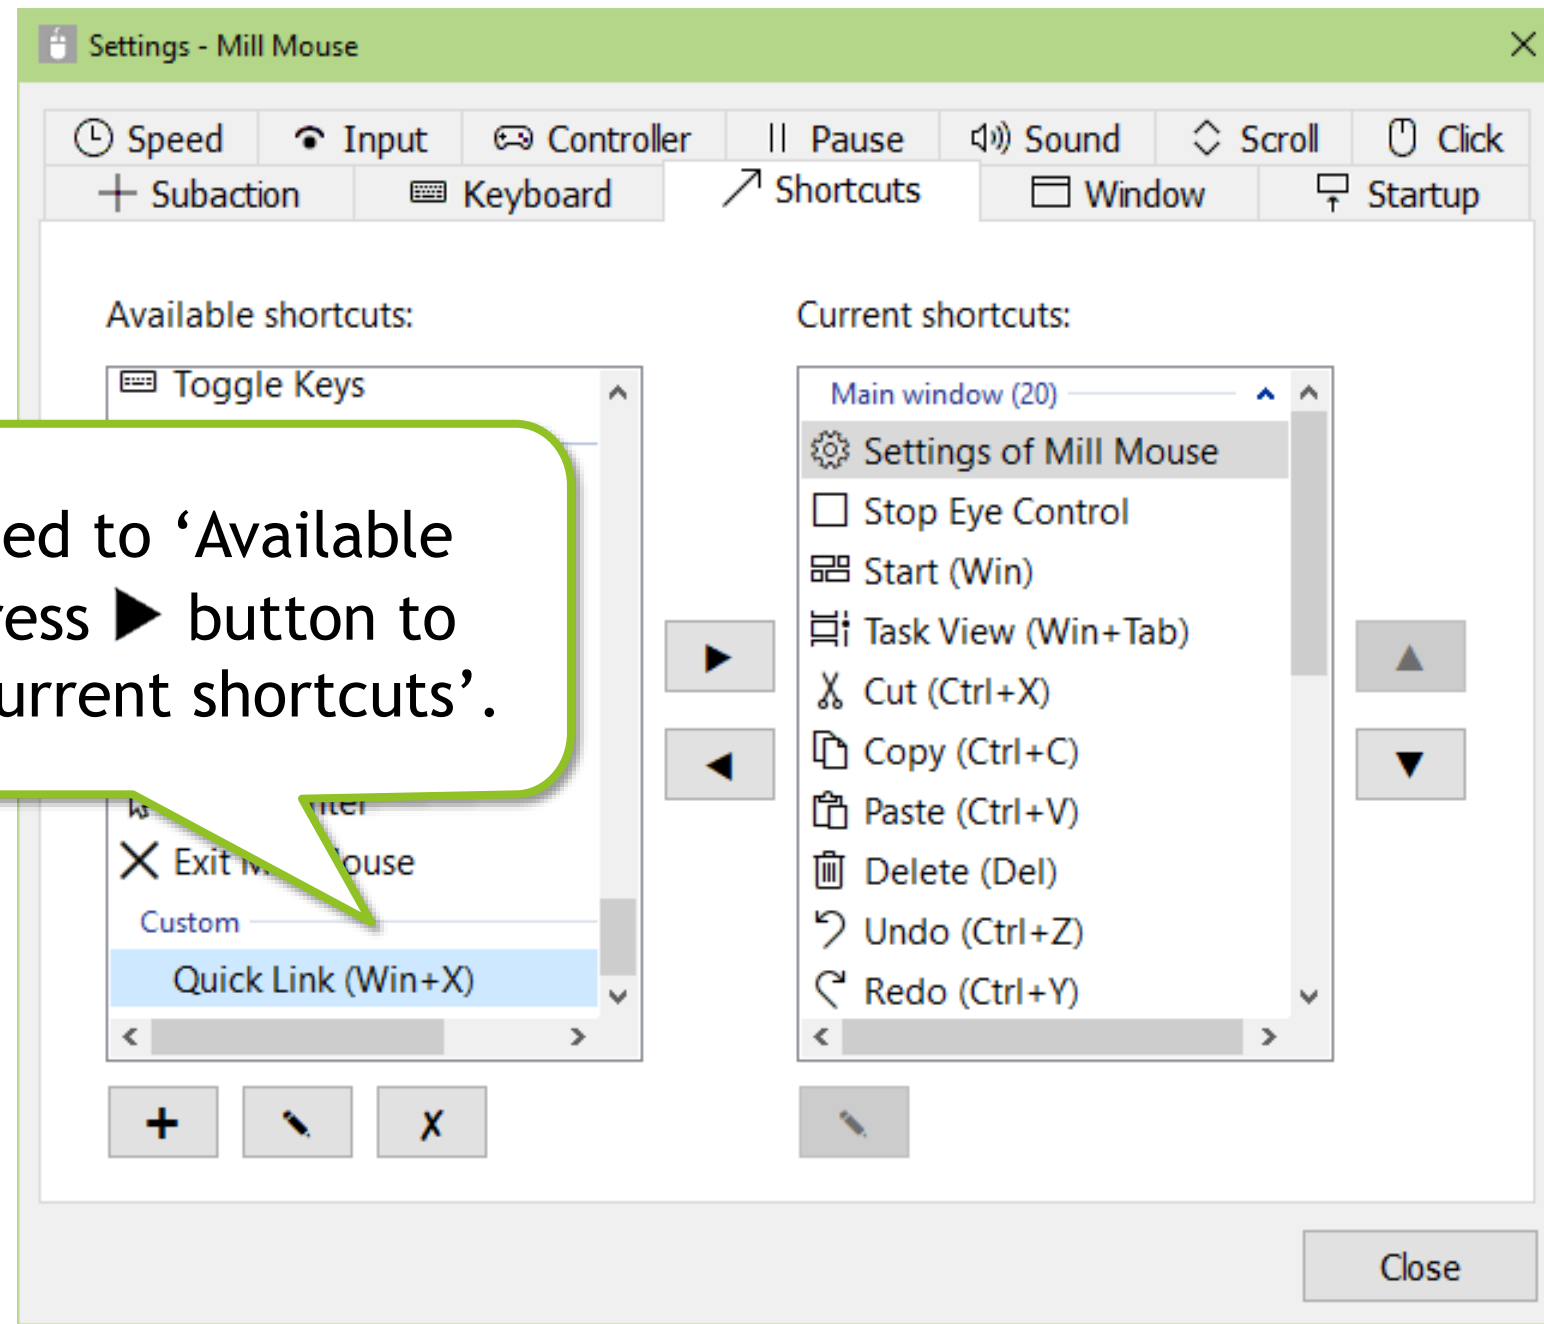 Settings - Mill Mouse
Speed Input Controller Pause Sound Scroll Click
Subaction Keyboard Shortcuts Window Startup
Available shortcuts:
Toggle Keys
ed to ‘Available
ess ▶ button to
urrent shortcuts’.
Exit
Custom
Quick Link (Win+X)
Current shortcuts:
Main window (20)
Settings of Mill Mouse
Stop Eye Control
Start (Win)
Task View (Win+Tab)
Cut (Ctrl+X)
Copy (Ctrl+C)
Paste (Ctrl+V)
Delete (Del)
Undo (Ctrl+Z)
Redo (Ctrl+Y)
Close